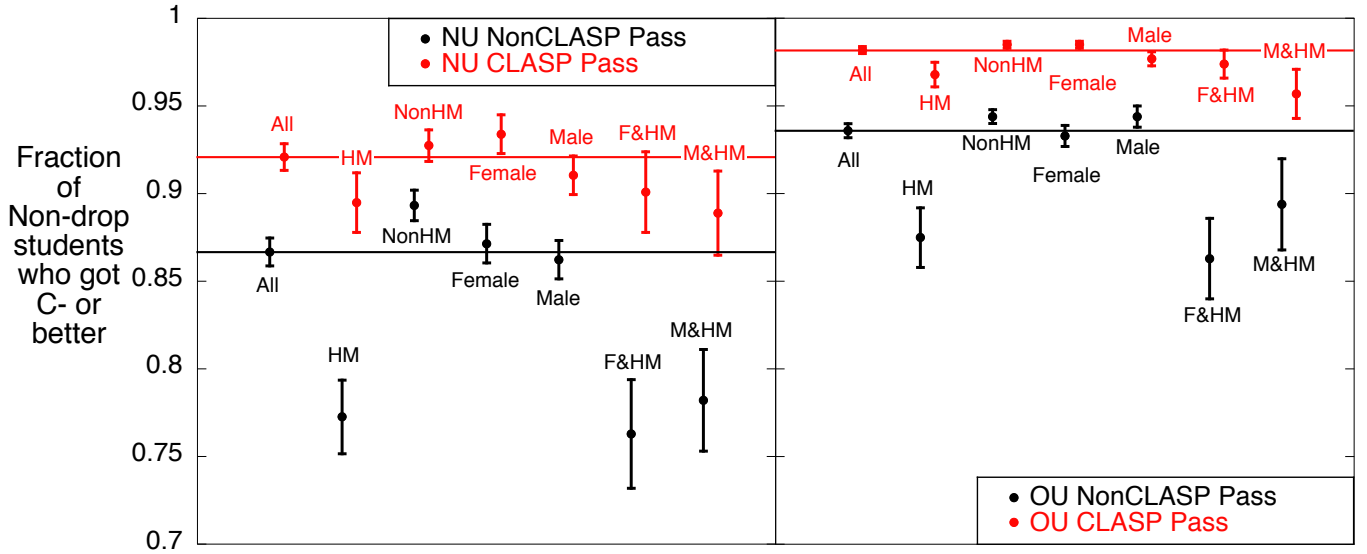 Fraction
of
Non-drop
students
who got
C- or
better
1
0.95
0.9
0.85
0.8
0.75
0.7
NU NonCLASP Pass
NU CLASP Pass
All
HM
NonHM
Female
Male
F&HM
M&HM
All
HM
NonHM
Female
Male
F&HM
M&HM
All
HM
NonHM
Female
Male
F&HM
M&HM
All
HM
NonHM
Female
Male
F&HM
M&HM
OU NonCLASP Pass
OU CLASP Pass